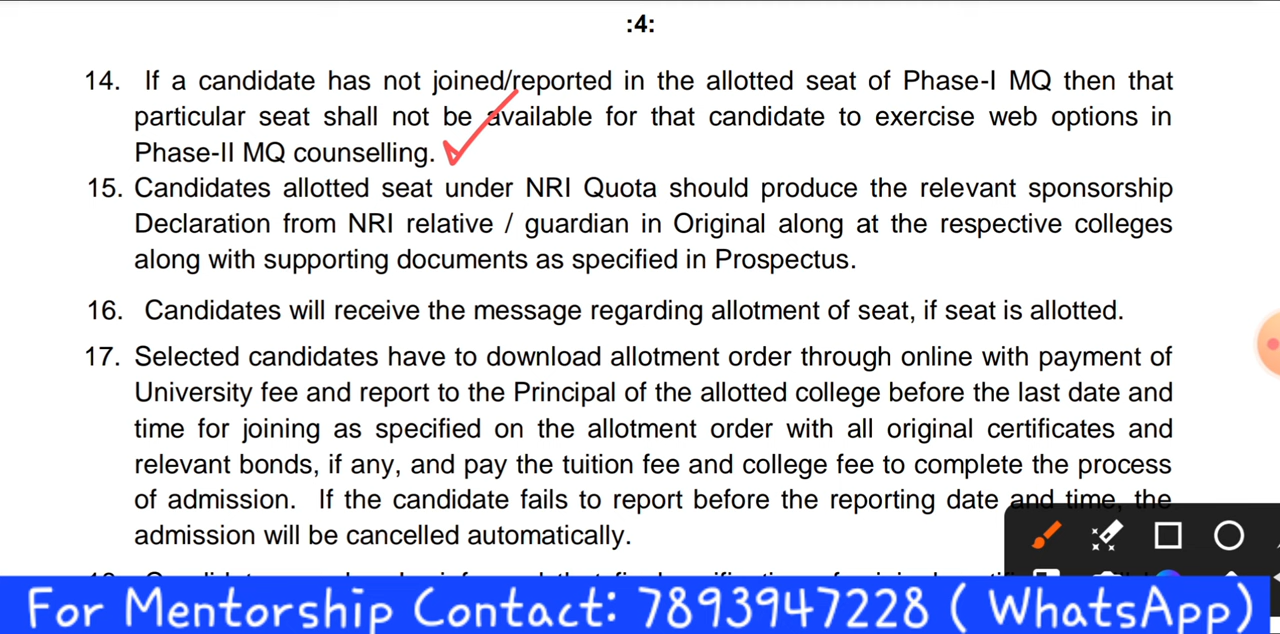 :4:
14. If a candidate has not joined/reported in the allotted seat of Phase-I MQ then that
particular seat shall not be available for that candidate to exercise web options in
Phase-II MQ counselling.
15. Candidates allotted seat under NRI Quota should produce the relevant sponsorship
Declaration from NRI relative / guardian in Original along at the respective colleges
along with supporting documents as specified in Prospectus.
16. Candidates will receive the message regarding allotment of seat, if seat is allotted.
17. Selected candidates have to download allotment order through online with payment of
University fee and report to the Principal of the allotted college before the last date and
time for joining as specified on the allotment order with all original certificates and
relevant bonds, if any, and pay the tuition fee and college fee to complete the process
of admission. If the candidate fails to report before the reporting date and time, the
admission will be cancelled automatically.
For Mentorship Contact: 7893947228 ( WhatsApp)